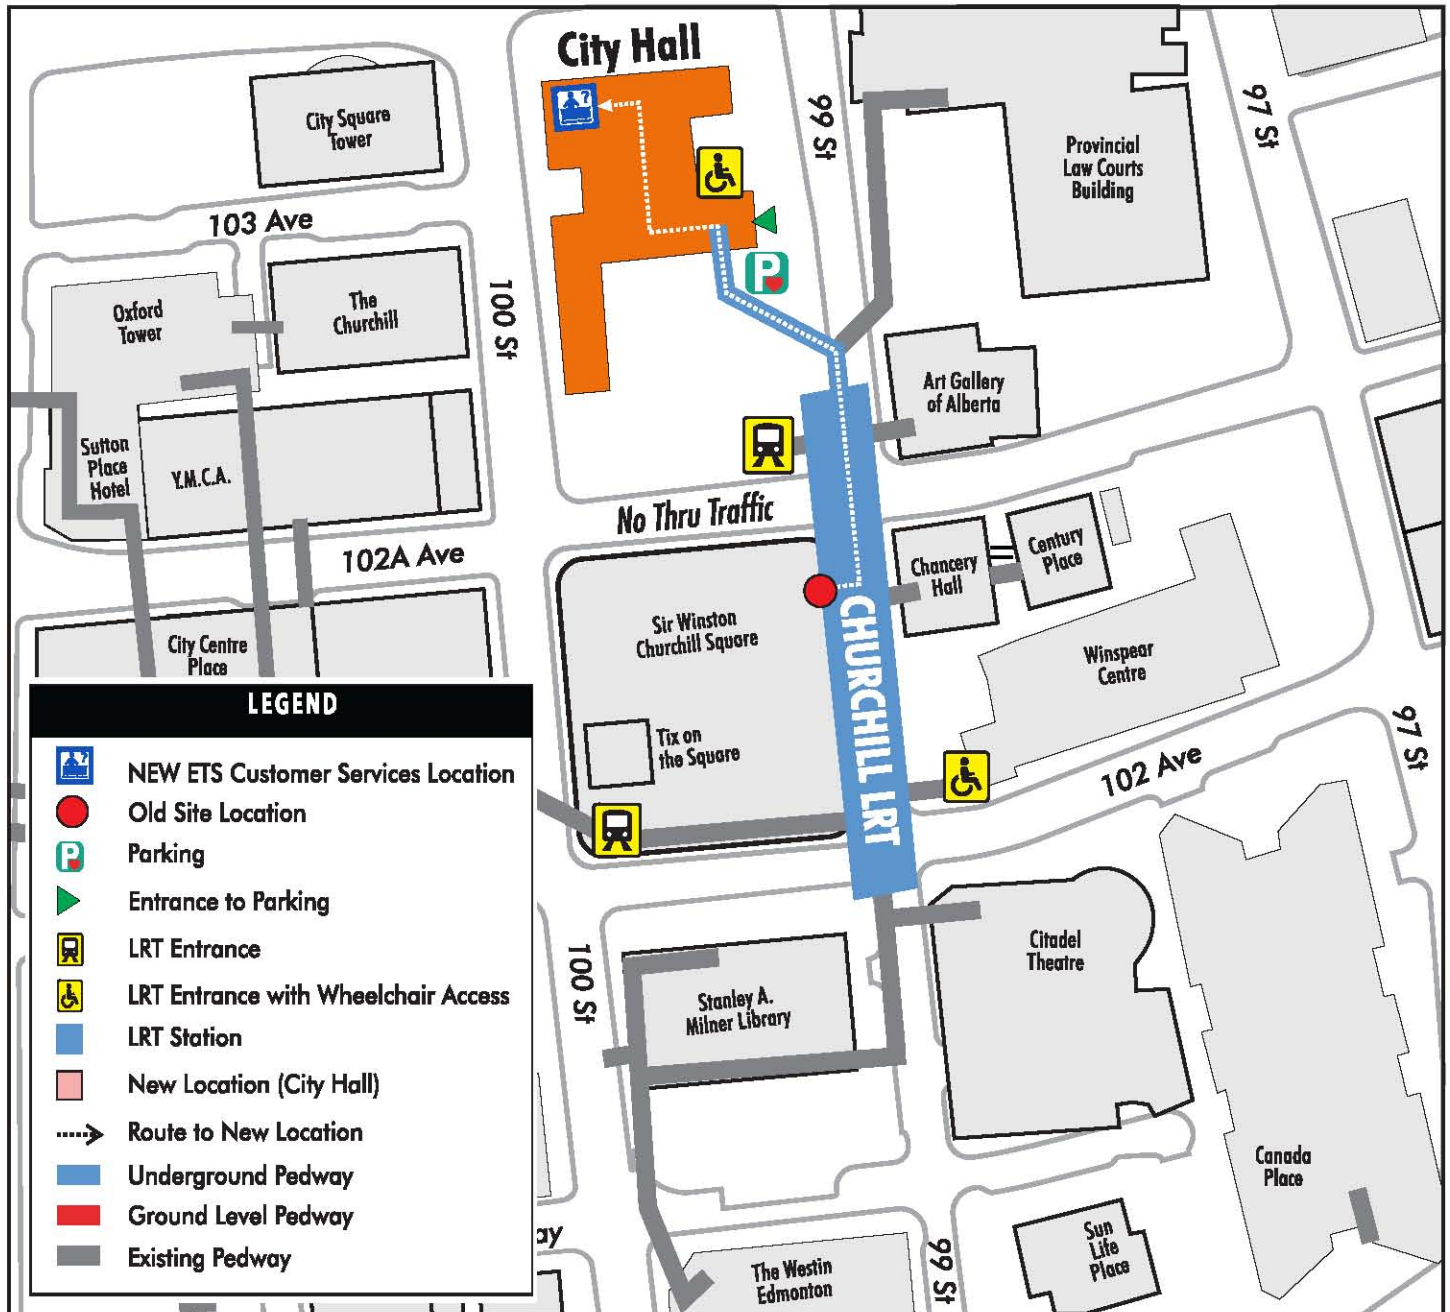 City Hall
?
City Square
Tower
99 St
97 St
Provincial
Law Courts
Building
103 Ave
Oxford
Tower
The
Churchill
100 St
P
Art Gallery
of Alberta
Sutton
Place
Hotel
Y.M.C.A.
No Thru Traffic
102A Ave
Chancery
Hall
Century
Place
Sir Winston
Churchill Square
City Centre
Place
Winspear
Centre
CHURCHILL LRT
Tix on
the Square
102 Ave
97 St
LEGEND
?
NEW ETS Customer Services Location
Old Site Location
P
Parking
Entrance to Parking
LRT Entrance
LRT Entrance with Wheelchair Access
LRT Station
New Location (City Hall)
Route to New Location
Underground Pedway
Ground Level Pedway
Existing Pedway
100 St
Stanley A.
Milner Library
Citadel
Theatre
Canada
Place
ay
The Westin
Edmonton
99 St
Sun
Life
Place